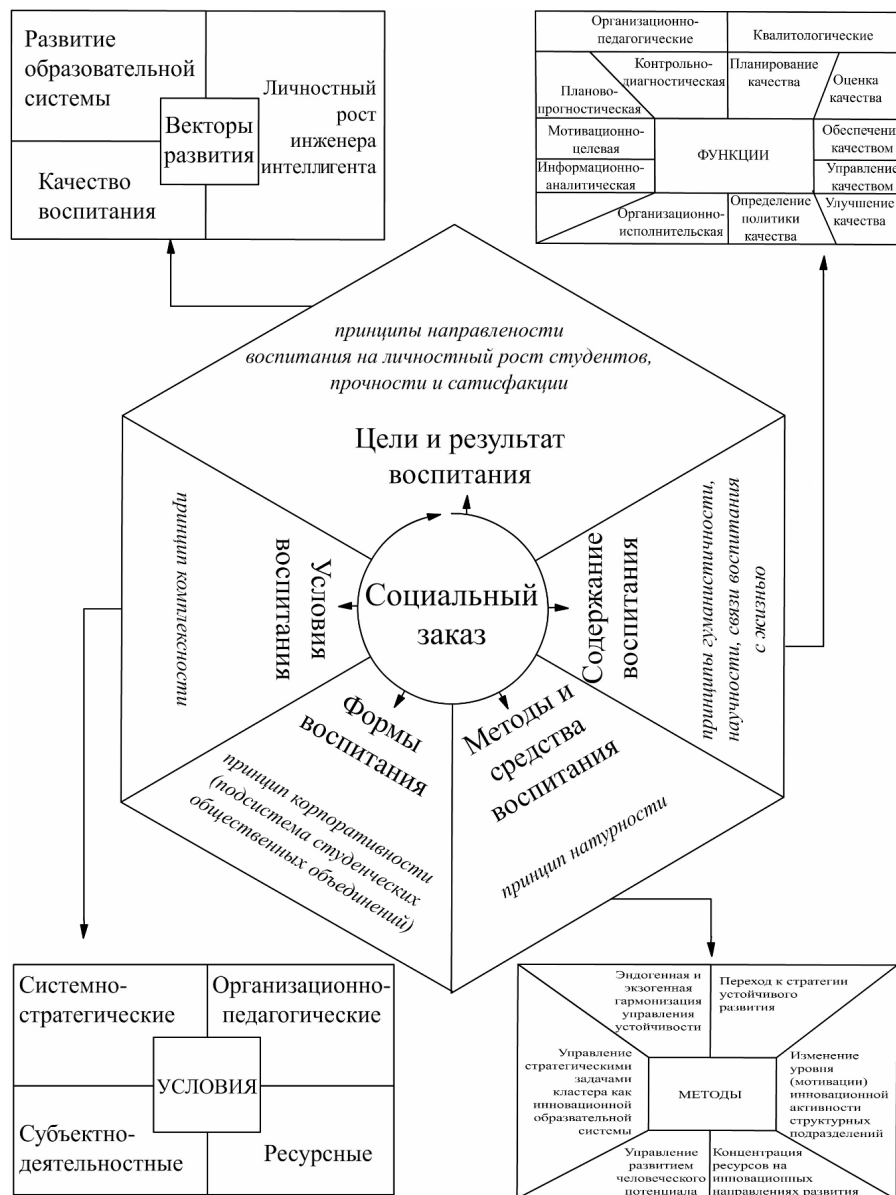 Развитие
образовательной
системы
Личностный
рост
инженера
интеллигента
Векторы
развития
Качество
воспитания
Организационно-
педагогические
Квалитологические
Контрольно-
диагностическая
Планирование
качества
Оценка
качества
Планово-
прогностическая
Мотивационно-
целевая
ФУНКЦИИ
Обеспечени
качеством
Информационно-
аналитическая
Управление
качеством
Организационно-
исполнительская
Определение
политики
качества
Улучшение
качества
принципы направлености
воспитания на личностный рост студентов,
прочности и сатисфакции
Цели и результат
воспитания
принцип комплексности
Условия
воспитания
Социальный
заказ
Содержание
воспитания
принципы гуманистичности,
научности, связи воспитания
с жизнью
Формы
воспитания
принцип корпоративности
(подсистема студенческих
общественных объединений)
Методы и
средства
воспитания
принцип натурности
Системно-
стратегические
Организационно-
педагогические
УСЛОВИЯ
Субъектно-
деятельностные
Ресурсные
Эндогенная и
экзогенная
гармонизация
управления
устойчивости
Переход к стратегии
устойчивого
развития
Управление
стратегическими
задачами
кластера как
инновационной
образвательной
системы
МЕТОДЫ
Изменение
уровня
(мотивации)
инновационной
активности
структурных
подразделений
Управление
развитием
человеческого
потенциала
Концентрация
ресурсов на
инновационных
направлениях развития